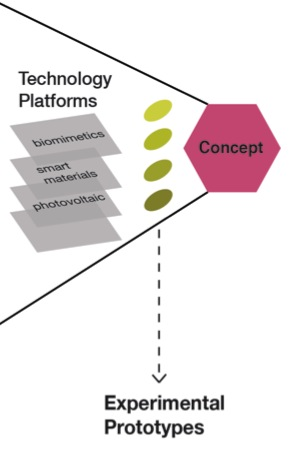 Technology
Platforms
biomimetics
smart
materials
photovoltaic
Concept
Experimental
Prototypes